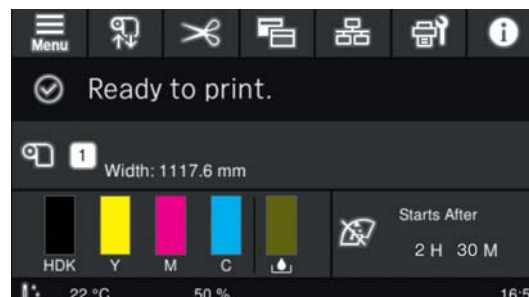 Menu
Ready to print.
1
Width: 1117.6 mm
Starts After
2 H 30 M
HDK Y M C
22 °C 50 %